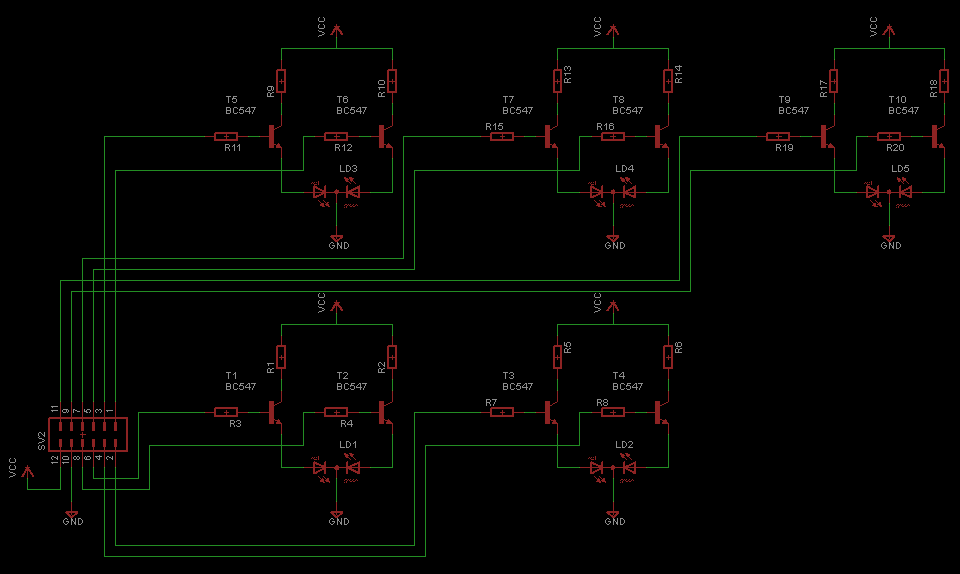 VCC
VCC
VCC
R9
R10
R13
R14
R17
R18
T5
BC547
T6
BC547
T7
BC547
T8
BC547
T9
BC547
T10
BC547
R11
R12
R15
R16
R19
R20
LD3
LD4
LD5
GND
GND
GND
VCC
VCC
R1
R2
R5
R6
T1
BC547
T2
BC547
T3
BC547
T4
BC547
R3
R4
R7
R8
11
9
7
5
3
1
SV2
12
10
8
6
4
2
VCC
LD1
LD2
GND
GND
GND